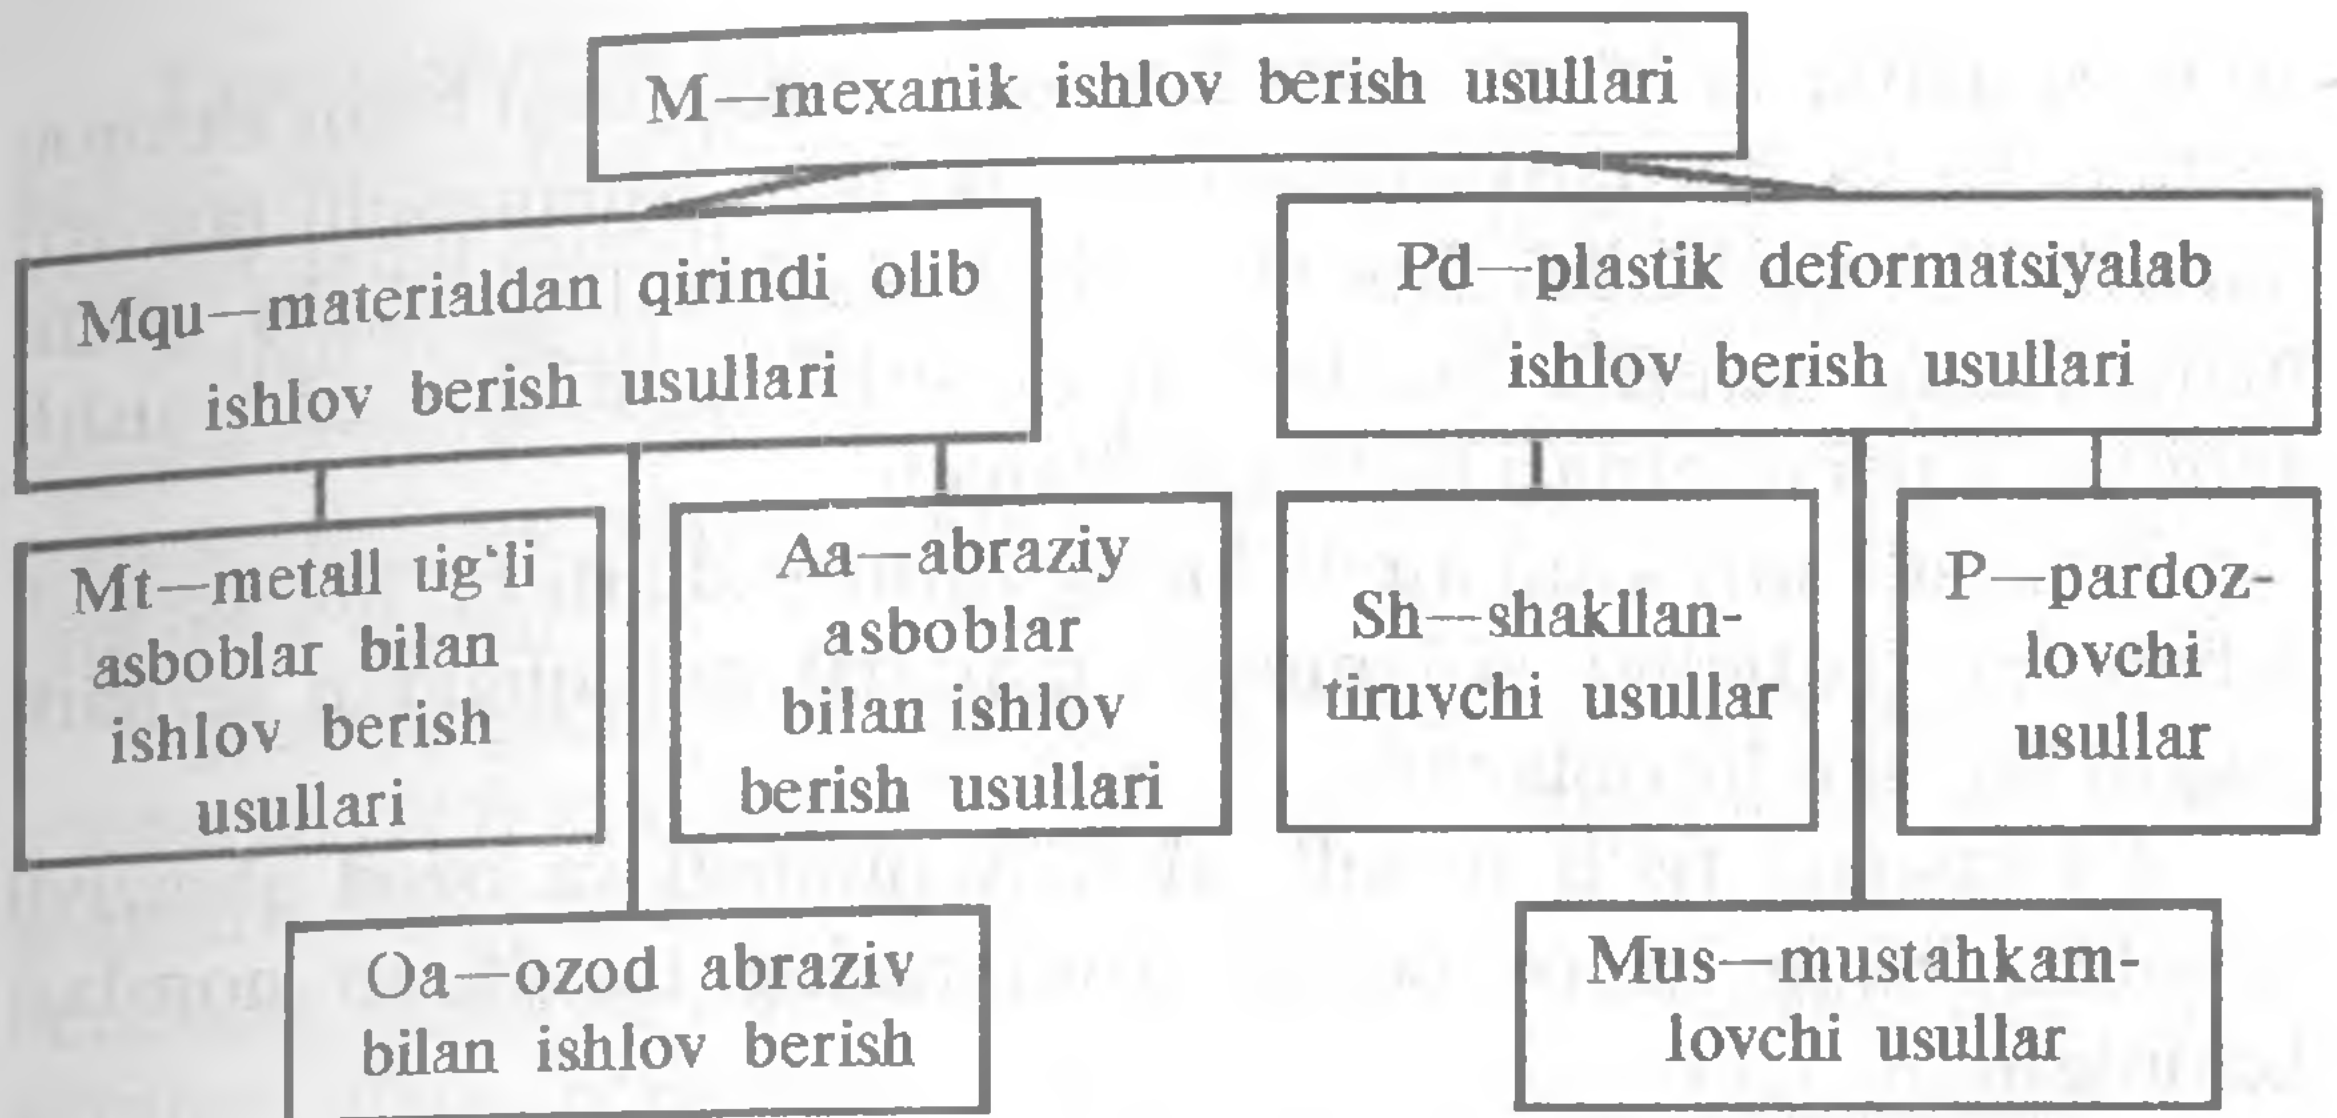 M—mexanik ishlov berish usullari
Mqu—materialdan qirindi olib
ishlov berish usullari
Pd—plastik deformatsiyalab
ishlov berish usullari
Mt—metall tig‘li
asboblar bilan
ishlov berish
usullari
Aa—abraziv
asboblar
bilan ishlov
berish usullari
Sh—shakllan-
tiruvchi usullar
P—pardoz-
lovchi
usullar
Oa—ozod abraziv
bilan ishlov berish
Mus—mustahkam-
lovchi usullar